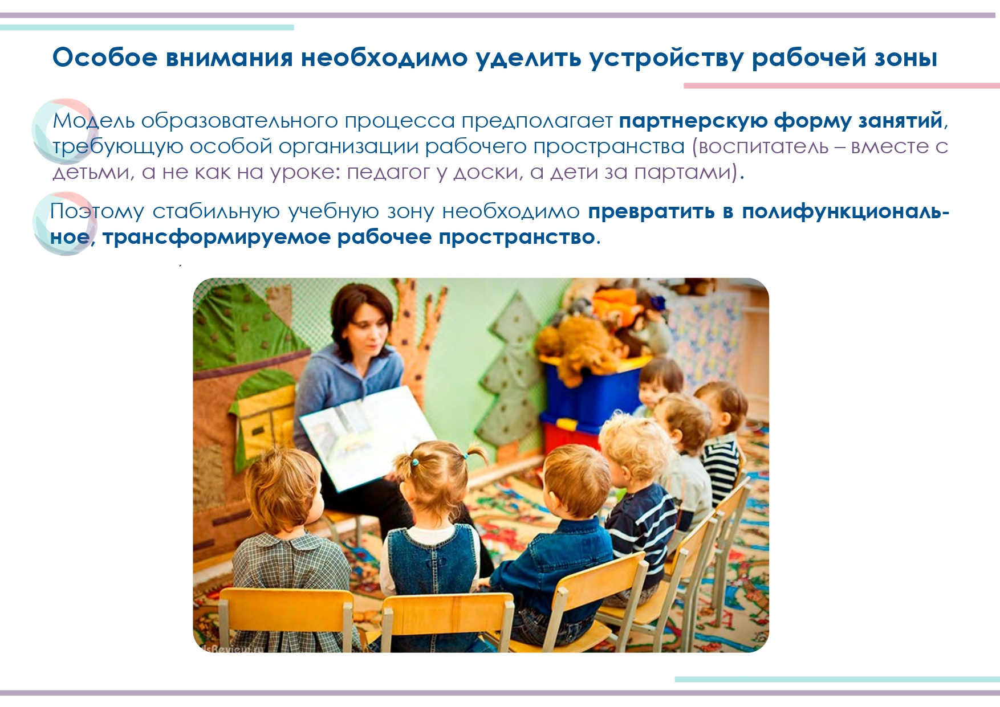 Особое внимания необходимо уделить устройству рабочей зоны
Модель образовательного процесса предполагает партнерскую форму занятий,
требующую особой организации рабочего пространства (воспитатель – вместе с
детьми, а не как на уроке: педагог у доски, а дети за партами).
Поэтому стабильную учебную зону необходимо превратить в полифункциональ-
ное, трансформируемое рабочее пространство.
dsReview.ru